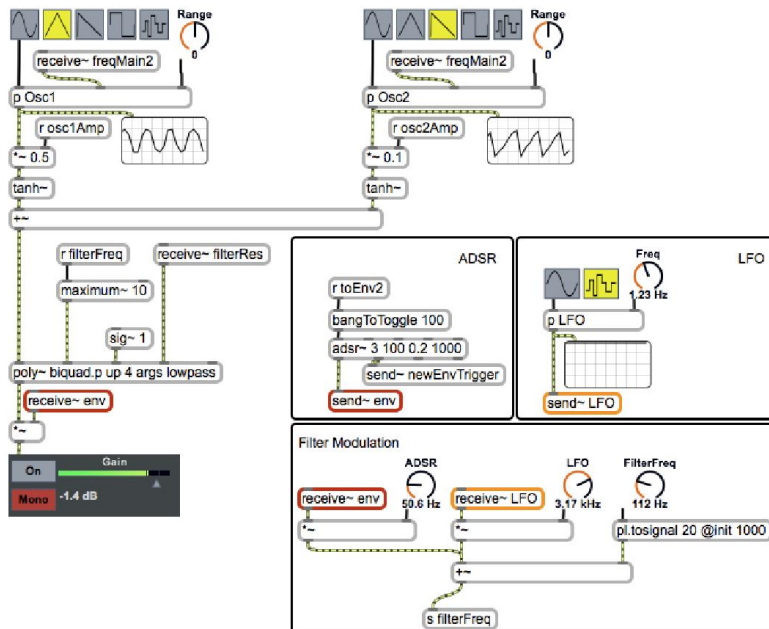 Range
0
receive~ freqMain2
p Osc1
r osc1Amp
*~ 0.5
tanh~
+~
Range
0
receive~ freqMain2
p Osc2
r osc2Amp
*~ 0.1
tanh~
r filterFreq
receive~ filterRes
maximum~ 10
sig~ 1
poly~ biquad.p up 4 args lowpass
receive~ env
*~
On
Gain
Mono
-1.4 dB
ADSR
r toEnv2
bangToToggle 100
adsr~ 3 100 0.2 1000
send~ newEnvTrigger
send~ env
LFO
Freq
1.23 Hz
p LFO
send~ LFO
Filter Modulation
ADSR
LFO
FilterFreq
receive~ env
50.6 Hz
receive~ LFO
3.17 kHz
112 Hz
*~
*~
pl.tosignal 20 @init 1000
+~
s filterFreq